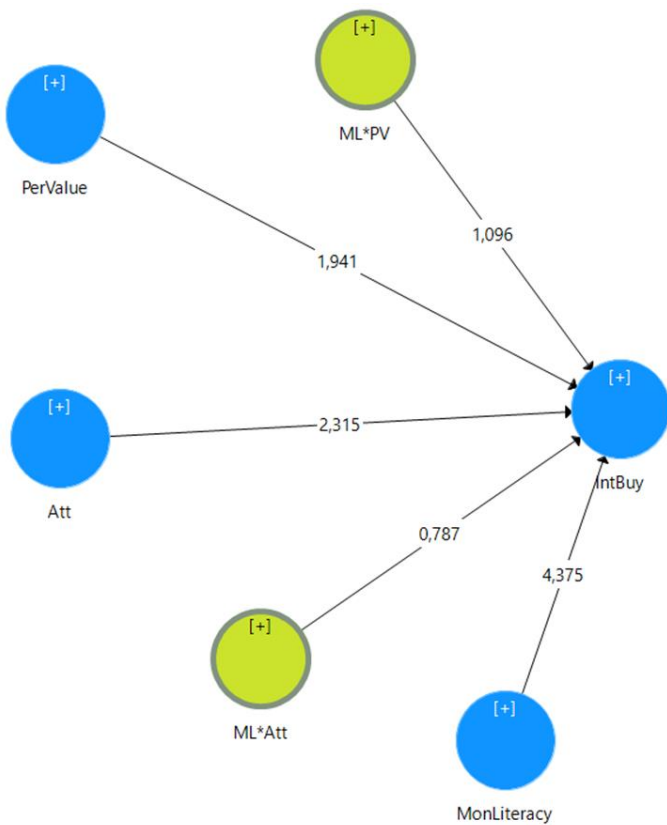 [+]
ML*PV
[+]
PerValue
1,096
1,941
[+]
IntBuy
[+]
Att
2,315
0,787
4,375
[+]
ML*Att
[+]
MonLiteracy